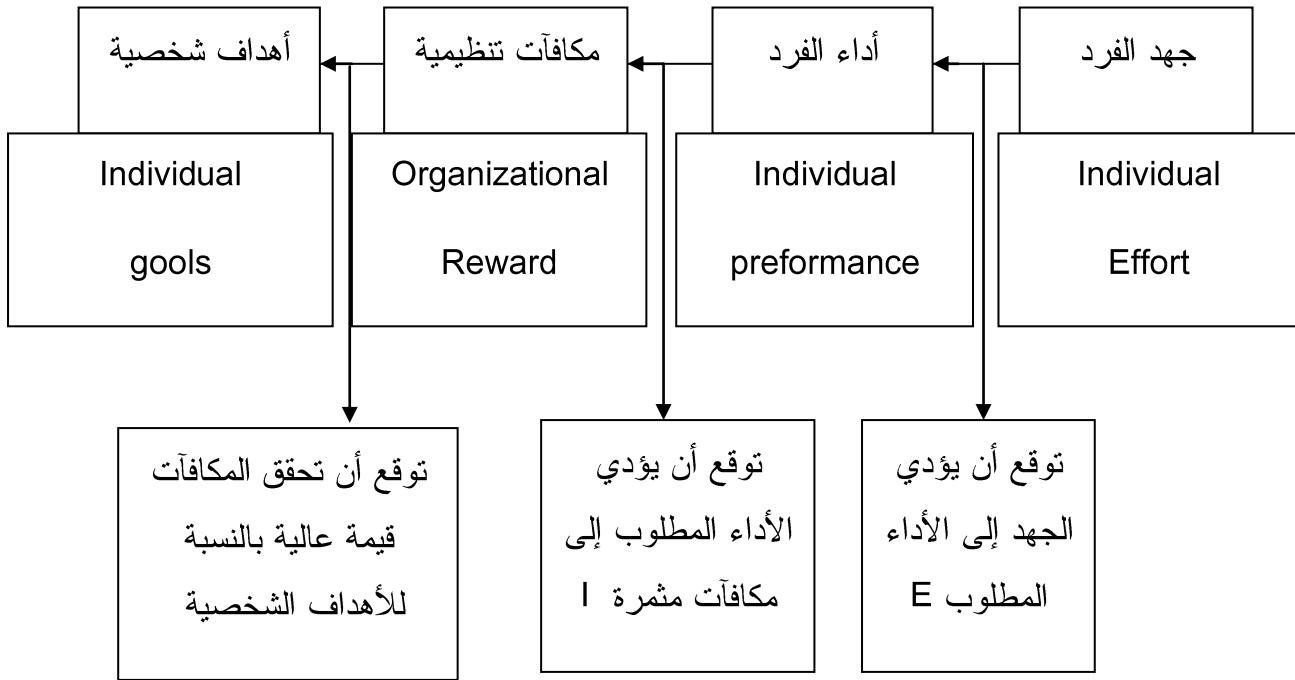 جهد الفرد
Individual
Effort
أداء الفرد
Individual
preformance
مكافآت تنظيمية
Organizational
Reward
أهداف شخصية
Individual
gools
توقع أن يؤدي
الجهد إلى الأداء
المطلوب E
توقع أن يؤدي
الأداء المطلوب إلى
مكافآت مثمرة I
توقع أن تحقق المكافآت
قيمة عالية بالنسبة
للأهداف الشخصية